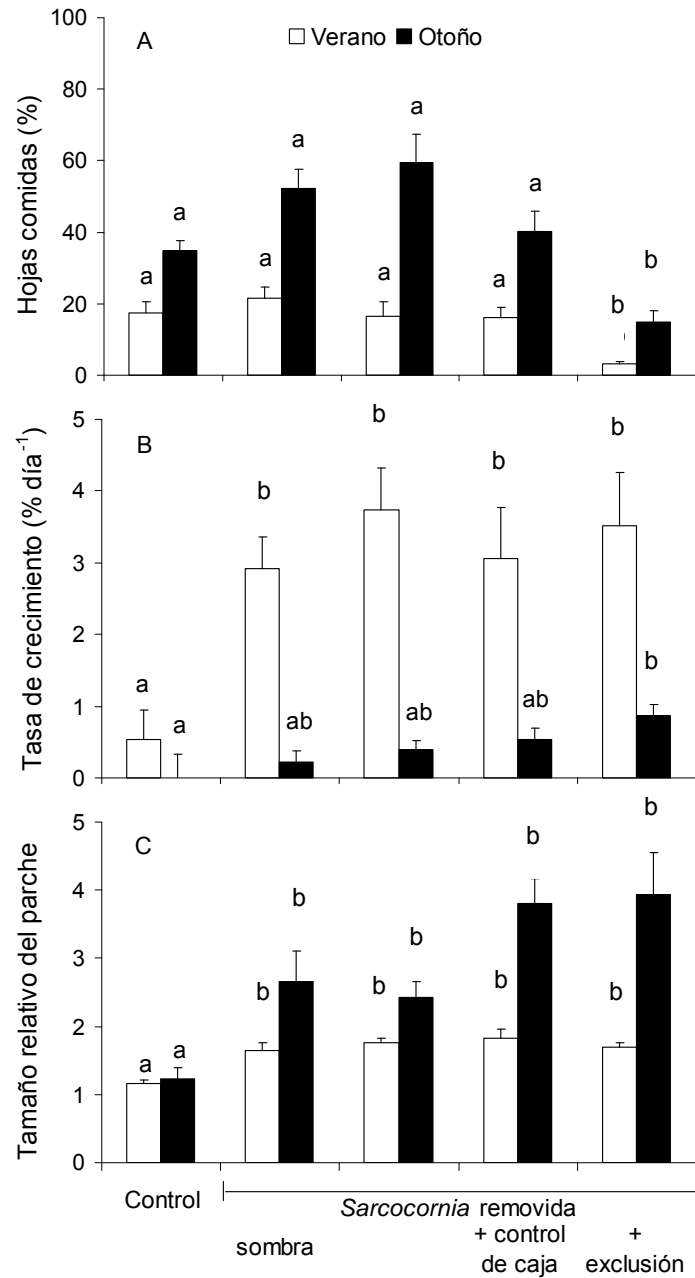 100
A
Verano Otoño
80
60
40
20
0
Hojas comidas (%)
a a a a a a a a b b
5
B
4
3
2
1
0
Tasa de crecimiento (% día-1)
a a b ab b ab b ab b b
5
C
4
3
2
1
0
Tamaño relativo del parche
a a b b b b b b b b
Control
Sarcocornia removida
sombra
+ control
de caja
+
exclusión